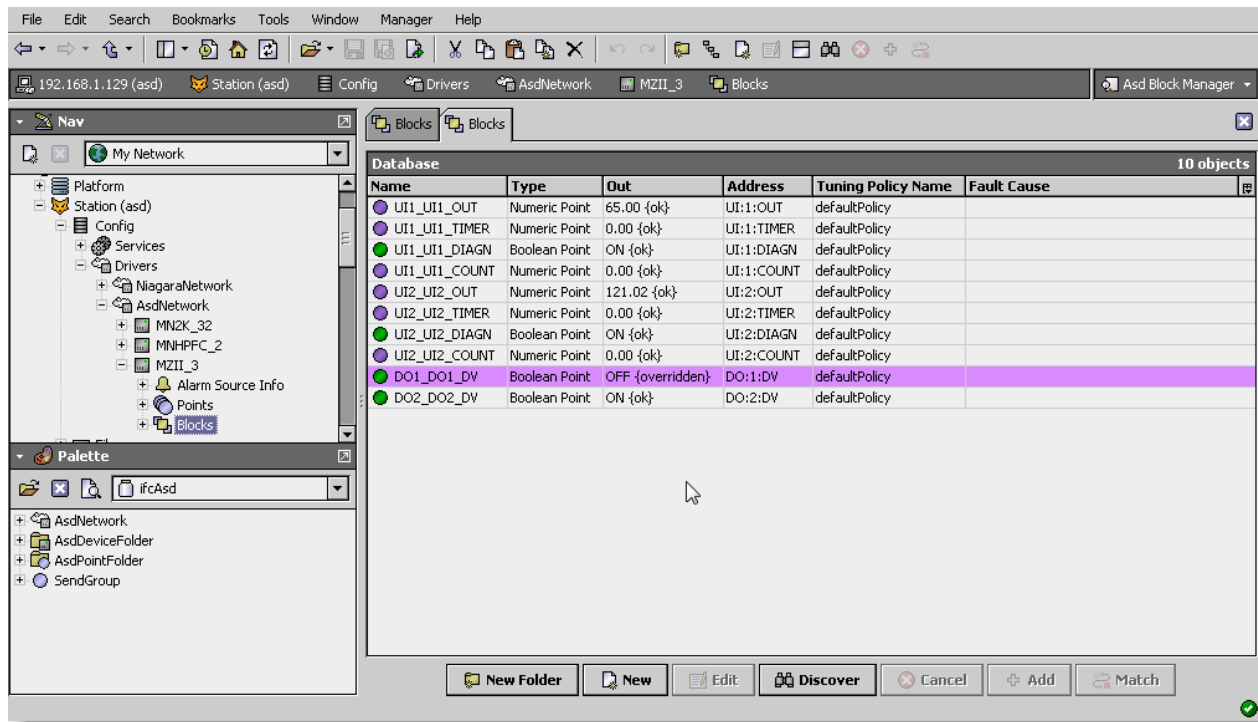 File Edit Search Bookmarks Tools Window Manager Help
192.168.1.129 (asd) Station (asd) Config Drivers AsdNetwork MZII_3 Blocks Asd Block Manager
Nav
My Network
Platform
Station (asd)
Config
Services
Drivers
NiagaraNetwork
AsdNetwork
MN2K_32
MNHPFC_2
MZII_3
Alarm Source Info
Points
Blocks
Palette
ifcAsd
AsdNetwork
AsdDeviceFolder
AsdPointFolder
SendGroup
Blocks Blocks
Database 10 objects
Name Type Out Address Tuning Policy Name Fault Cause
UI1_UI1_OUT Numeric Point 65.00 {ok} UI:1:OUT defaultPolicy
UI1_UI1_TIMER Numeric Point 0.00 {ok} UI:1:TIMER defaultPolicy
UI1_UI1_DIAGN Boolean Point ON {ok} UI:1:DIAGN defaultPolicy
UI1_UI1_COUNT Numeric Point 0.00 {ok} UI:1:COUNT defaultPolicy
UI2_UI2_OUT Numeric Point 121.02 {ok} UI:2:OUT defaultPolicy
UI2_UI2_TIMER Numeric Point 0.00 {ok} UI:2:TIMER defaultPolicy
UI2_UI2_DIAGN Boolean Point ON {ok} UI:2:DIAGN defaultPolicy
UI2_UI2_COUNT Numeric Point 0.00 {ok} UI:2:COUNT defaultPolicy
DO1_DO1_DV Boolean Point OFF {overridden} DO:1:DV defaultPolicy
DO2_DO2_DV Boolean Point ON {ok} DO:2:DV defaultPolicy
New Folder New Edit Discover Cancel Add Match